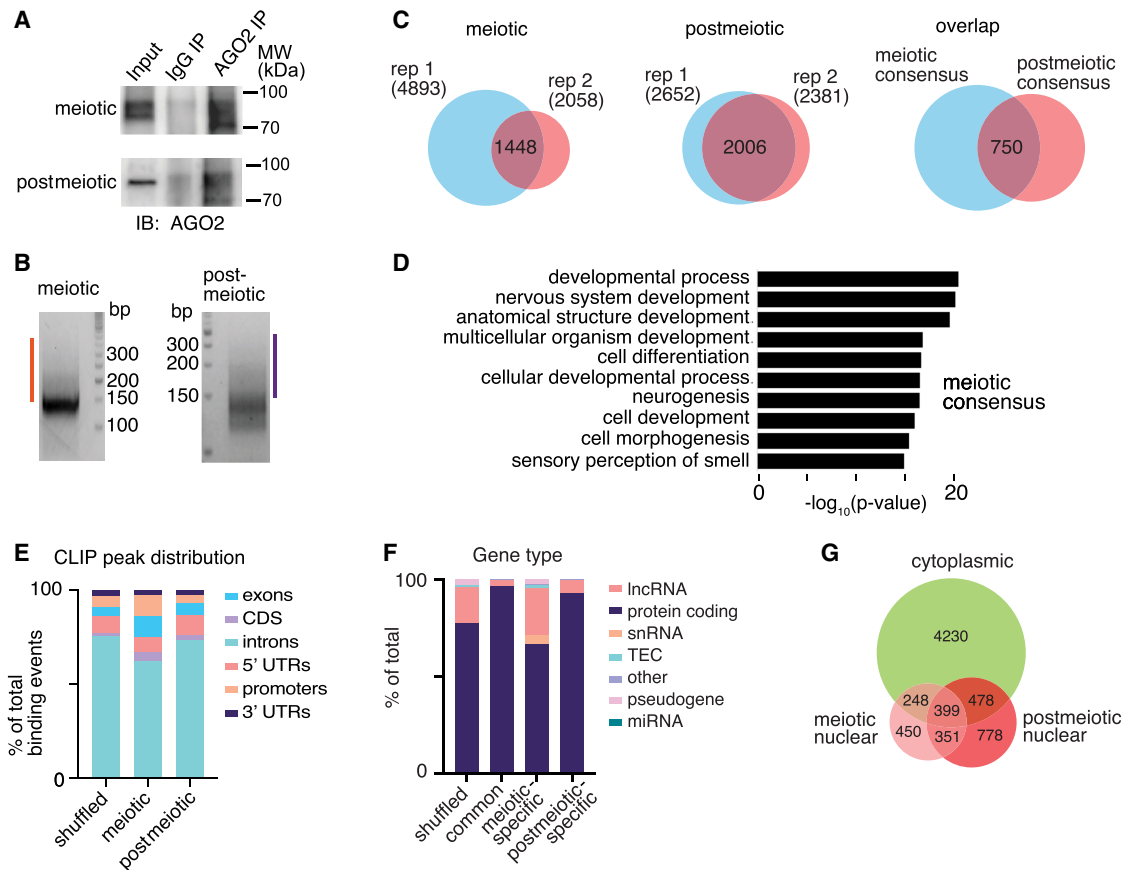 A
Input
IgG IP
AGO2 IP
MW
(kDa)
meiotic
100
70
postmeiotic
100
70
IB: AGO2
B
meiotic
bp
300
200
150
100
post-
meiotic
bp
300
200
150
C
meiotic
rep 1
(4893)
rep 2
(2058)
1448
postmeiotic
rep 1
(2652)
rep 2
(2381)
2006
overlap
meiotic
consensus
postmeiotic
consensus
750
D
developmental process
nervous system development
anatomical structure development
multicellular organism development
cell differentiation
cellular developmental process
neurogenesis
cell development
cell morphogenesis
sensory perception of smell
0
20
-log10(p-value)
meiotic
consensus
E
CLIP peak distribution
% of total
binding events
100
0
shuffled
meiotic
postmeiotic
exons
CDS
introns
5' UTRs
promoters
3' UTRs
F
Gene type
% of total
100
0
shuffled
common
meiotic-
specific
postmeiotic-
specific
lncRNA
protein coding
snRNA
TEC
other
pseudogene
miRNA
G
cytoplasmic
4230
248
399
478
meiotic
nuclear
450
351
778
postmeiotic
nuclear